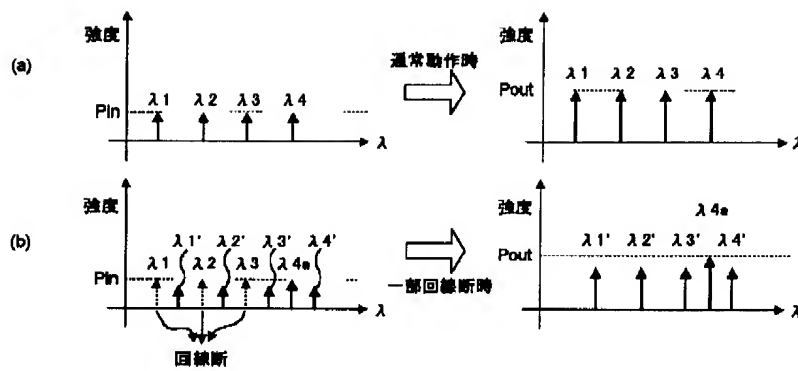 (a)
強度
Pin
λ1 λ2 λ3 λ4
λ
通常動作時
強度
Pout
λ1 λ2 λ3 λ4
λ
(b)
強度
Pin
λ1' λ2' λ3' λ4'
λ1 λ2 λ3 λ4a
λ
回線断
一部回線断時
強度
Pout
λ4a
λ1' λ2' λ3' λ4'
λ